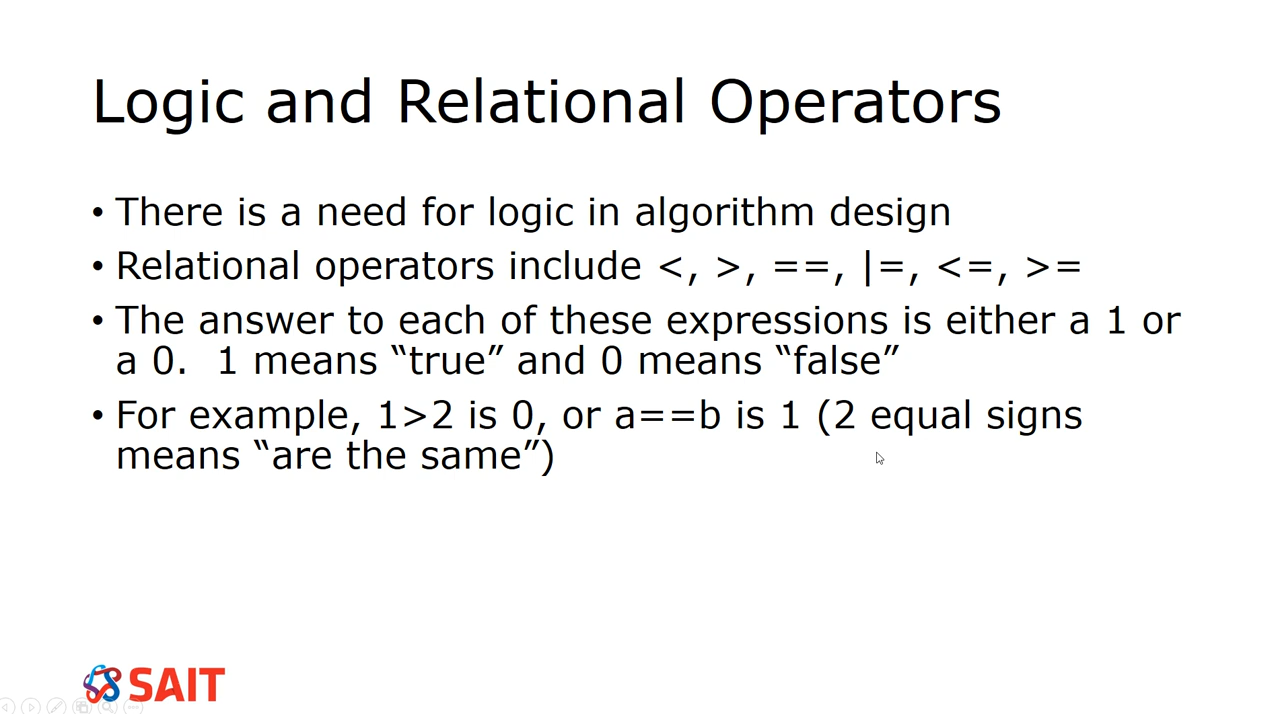 Logic and Relational Operators
• There is a need for logic in algorithm design
• Relational operators include <, >, ==, |=, <=, >=
• The answer to each of these expressions is either a 1 or
a 0.  1 means “true” and 0 means “false”
• For example, 1>2 is 0, or a==b is 1 (2 equal signs
means “are the same”)
SAIT